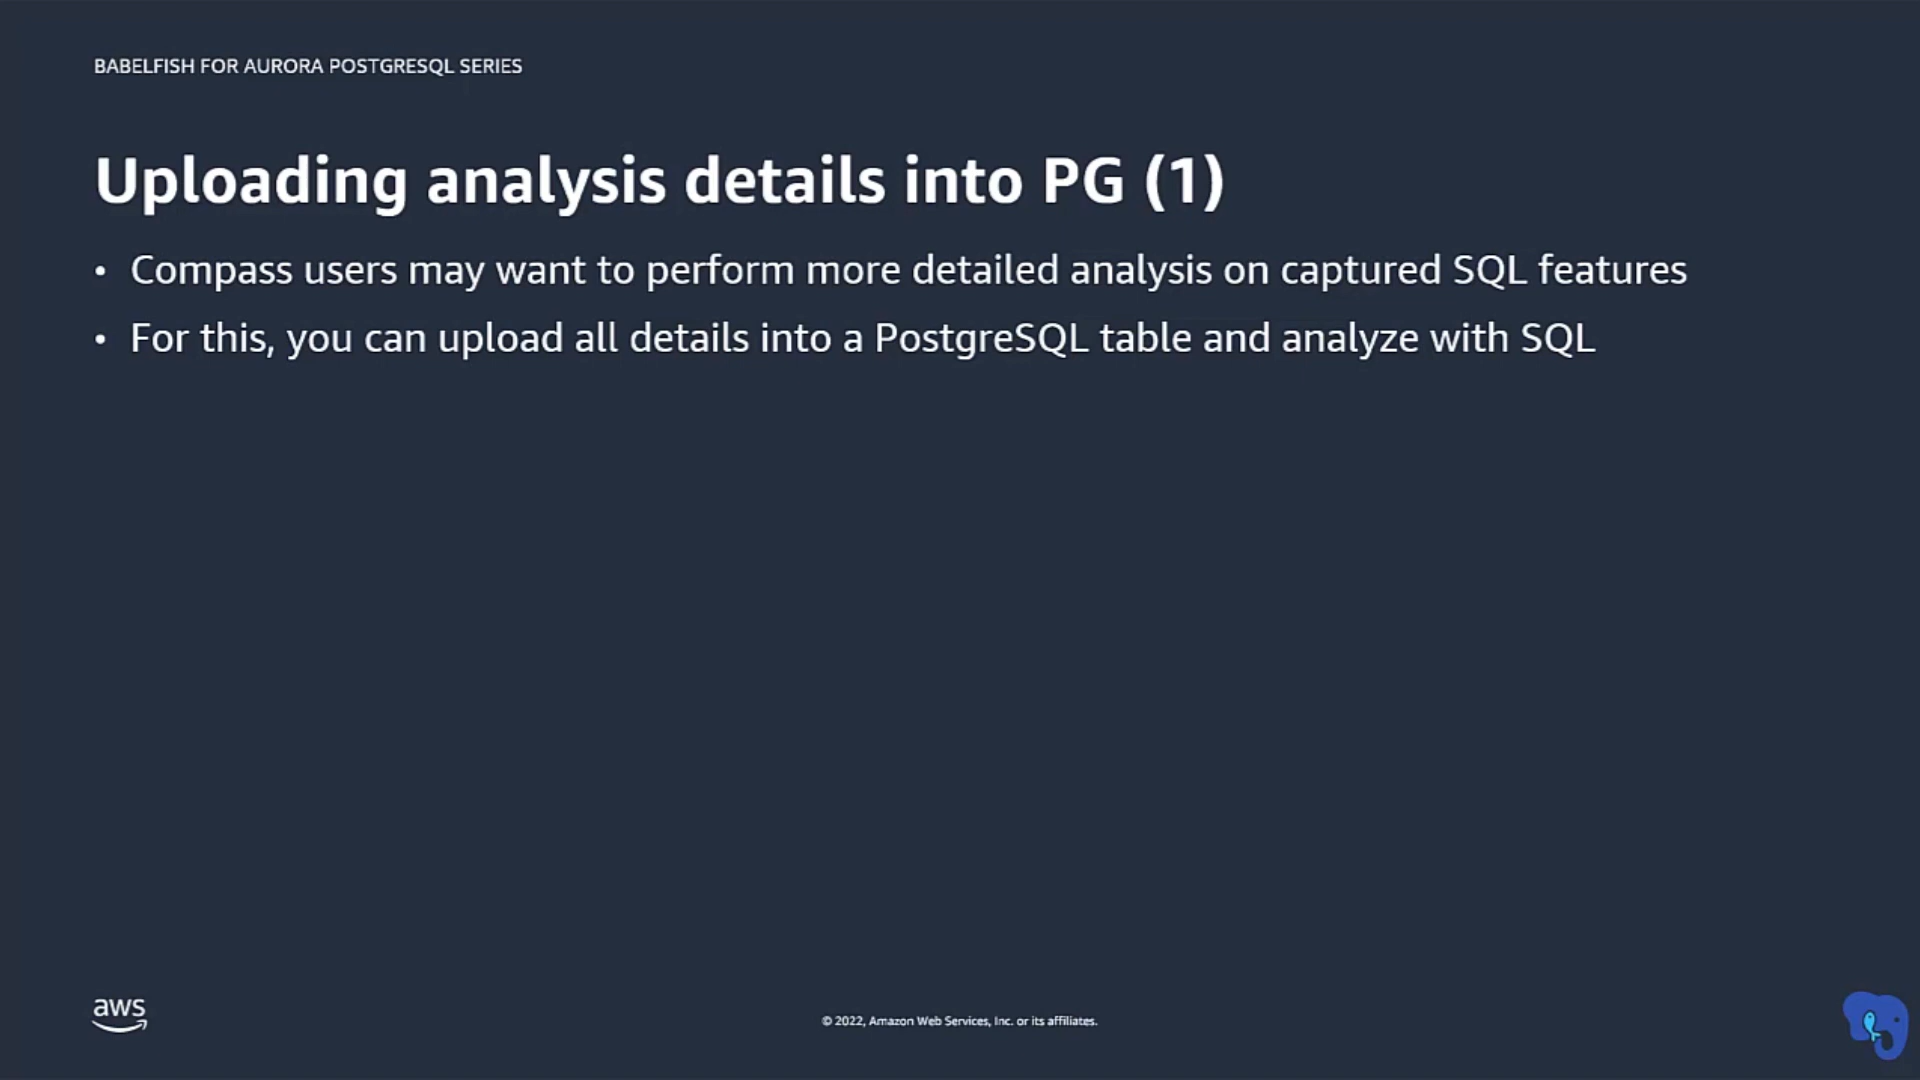 BABELFISH FOR AURORA POSTGRESQL SERIES
Uploading analysis details into PG (1)
• Compass users may want to perform more detailed analysis on captured SQL features
• For this, you can upload all details into a PostgreSQL table and analyze with SQL
aws
© 2022, Amazon Web Services, Inc. or its affiliates.